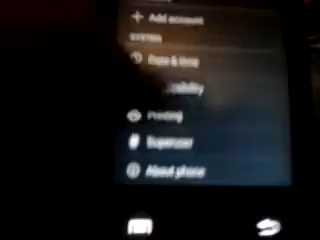 Add account
SYSTEM
Date & time
Printing
Superuser
About phone